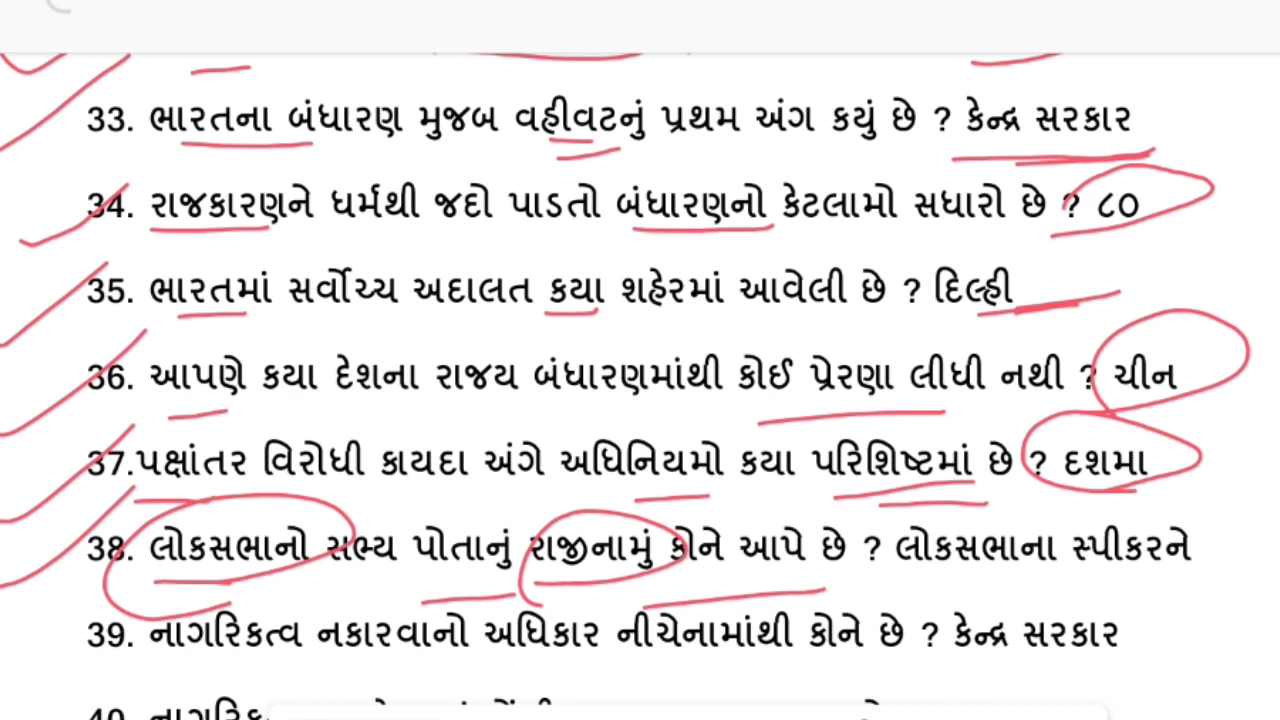 33. ભારતના બંધારણ મુજબ વહીવટનું પ્રથમ અંગ કયું છે ? કેન્દ્ર સરકાર
34. રાજકારણને ધર્મથી જદો પાડતો બંધારણનો કેટલામો સધારો છે ? ૮૦
35. ભારતમાં સર્વોચ્ચ અદાલત કયા શહેરમાં આવેલી છે ? દિલ્હી
36. આપણે કયા દેશના રાજય બંધારણમાંથી કોઈ પ્રેરણા લીધી નથી ? ચીન
37.પક્ષાંતર વિરોધી કાયદા અંગે અધિનિયમો કયા પરિશિષ્ટમાં છે ? દશમા
38. લોકસભાનો સભ્ય પોતાનું રાજીનામું કોને આપે છે ? લોકસભાના સ્પીકરને
39. નાગરિકત્વ નકારવાનો અધિકાર નીચેનામાંથી કોને છે ? કેન્દ્ર સરકાર